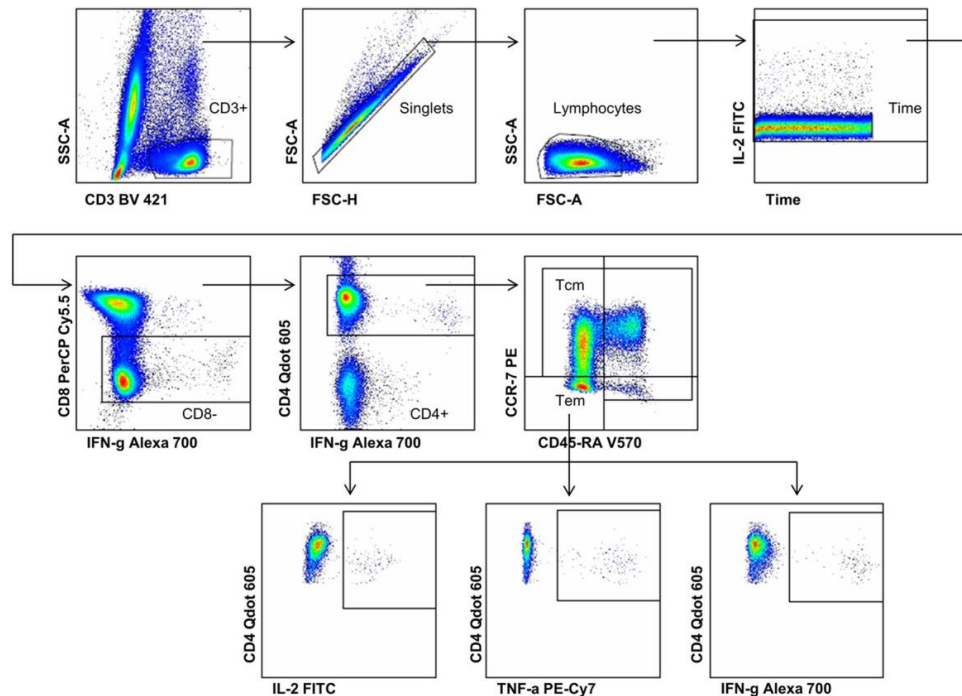 SSC-A
CD3+
CD3 BV 421
FSC-A
Singlets
FSC-H
SSC-A
Lymphocytes
FSC-A
IL-2 FITC
Time
Time
CD8 PerCP Cy5.5
CD8-
IFN-g Alexa 700
CD4 Qdot 605
CD4+
IFN-g Alexa 700
CCR-7 PE
Tcm
Tem
CD45-RA V570
CD4 Qdot 605
IL-2 FITC
CD4 Qdot 605
TNF-a PE-Cy7
CD4 Qdot 605
IFN-g Alexa 700